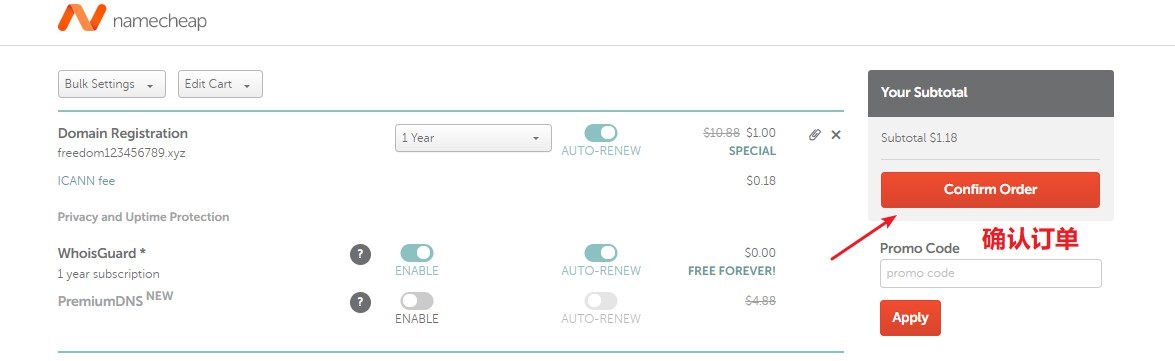 namecheap
Bulk Settings
Edit Cart
Your Subtotal
Domain Registration
1 Year
$10.88 $1.00
freedom123456789.xyz
AUTO-RENEW
SPECIAL
Subtotal $1.18
ICANN fee
$0.18
Confirm Order
Privacy and Uptime Protection
确认订单
WhoisGuard *
?
$0.00
Promo Code
1 year subscription
ENABLE
AUTO-RENEW
FREE FOREVER!
promo code
PremiumDNS NEW
?
$4.88
ENABLE
AUTO-RENEW
Apply